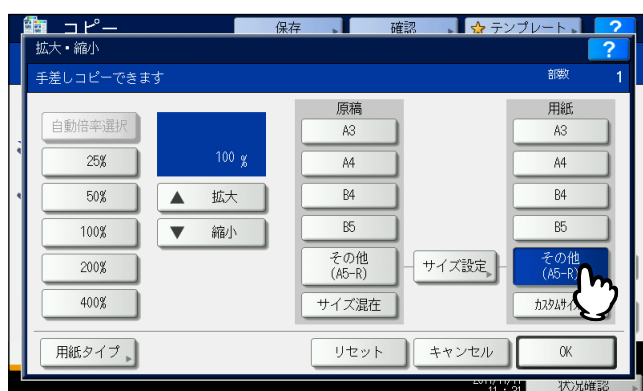 コピー 保存 確認 テンプレート ?
拡大・縮小 ?
手差しコピーできます 部数 1
原稿 用紙
自動倍率選択 A3 A3
25% 100 % A4 A4
50% ▲ 拡大 B4 B4
100% ▼ 縮小 B5 B5
200% その他 サイズ設定 その他
(A5-R) (A5-R)
400% サイズ混在
用紙タイプ リセット キャンセル OK
状況確認